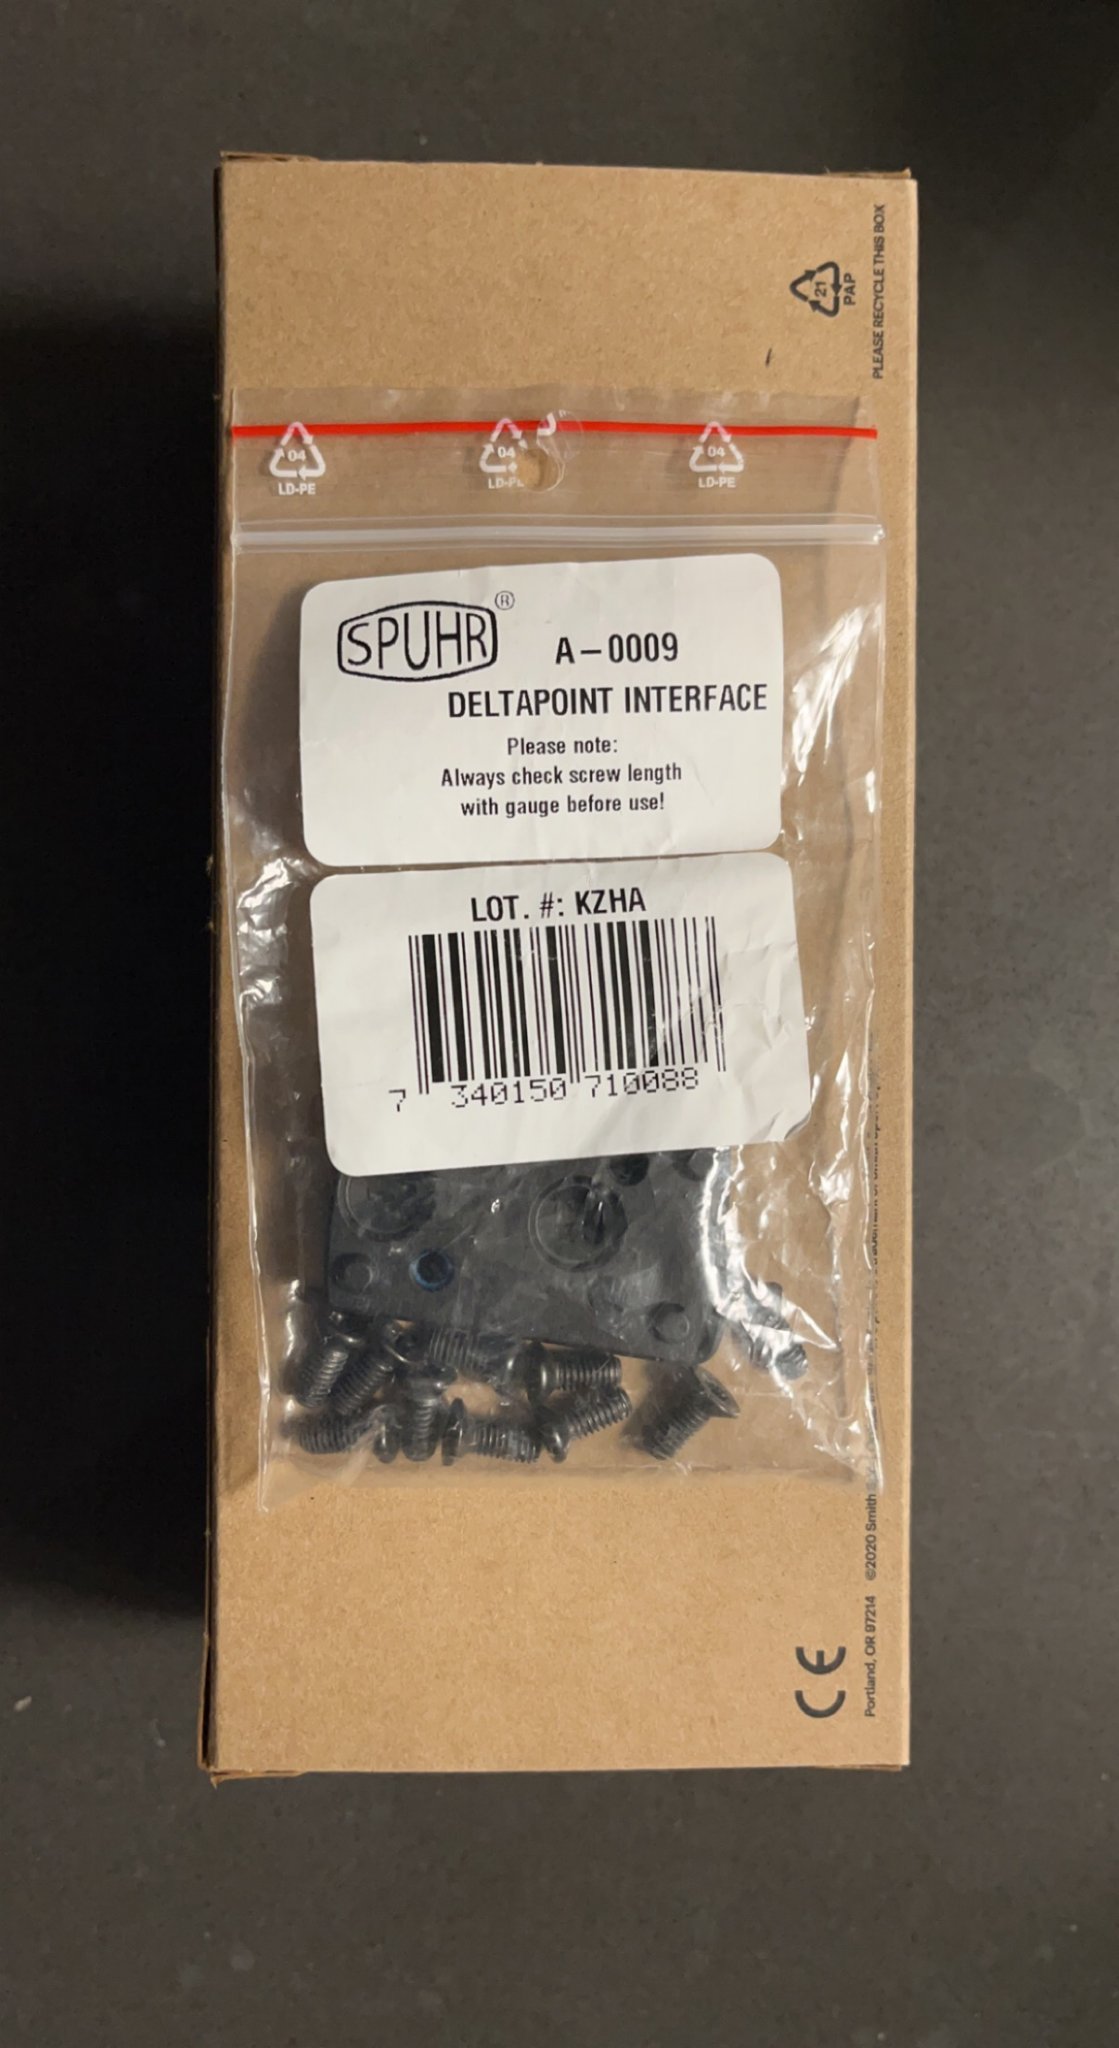 21
PAP
PLEASE RECYCLE THIS BOX
04
LD-PE
04
LD-PE
04
LD-PE
SPUHR®
A-0009
DELTAPOINT INTERFACE
Please note:
Always check screw length
with gauge before use!
LOT. #: KZHA
7 340150 710088
CE
Portland, OR 97214 ©2020 Smith